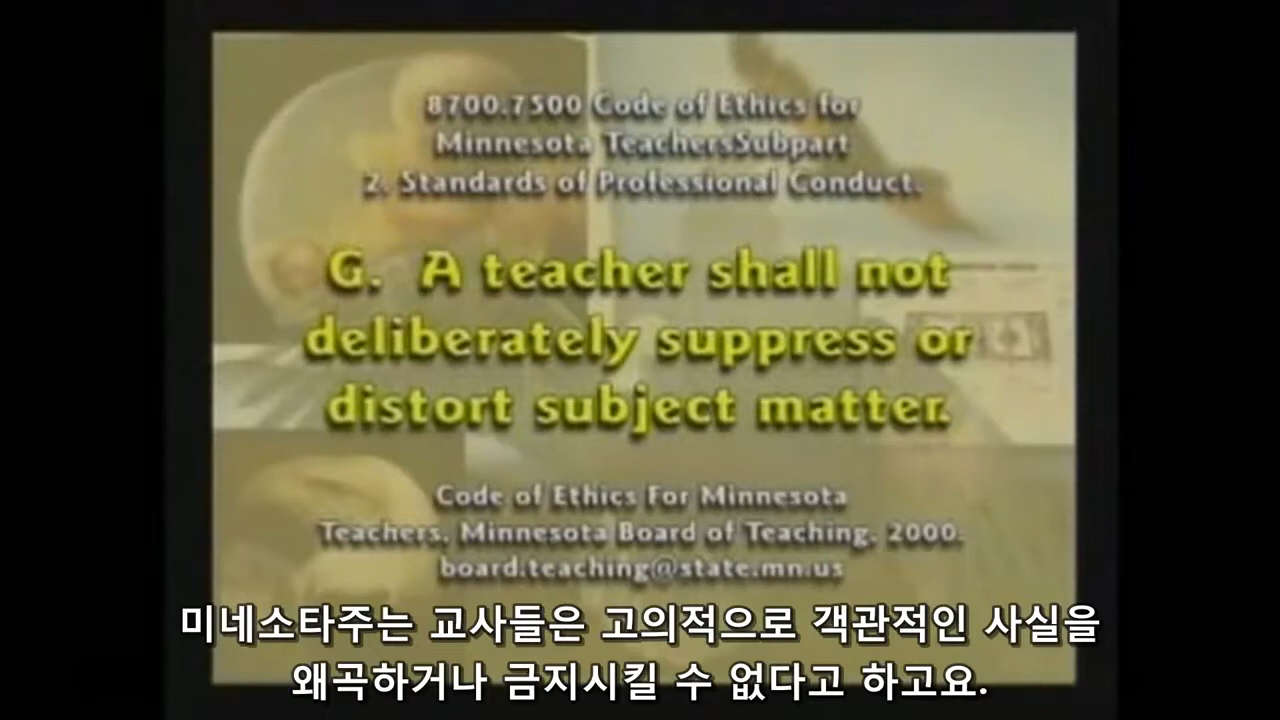 8700.7500 Code of Ethics for
Minnesota TeachersSubpart
2. Standards of Professional Conduct.
G. A teacher shall not
deliberately suppress or
distort subject matter.
Code of Ethics For Minnesota
Teachers, Minnesota Board of Teaching, 2000.
board.teaching@state.mn.us
미네소타주는 교사들은 고의적으로 객관적인 사실을
왜곡하거나 금지시킬 수 없다고 하고요.